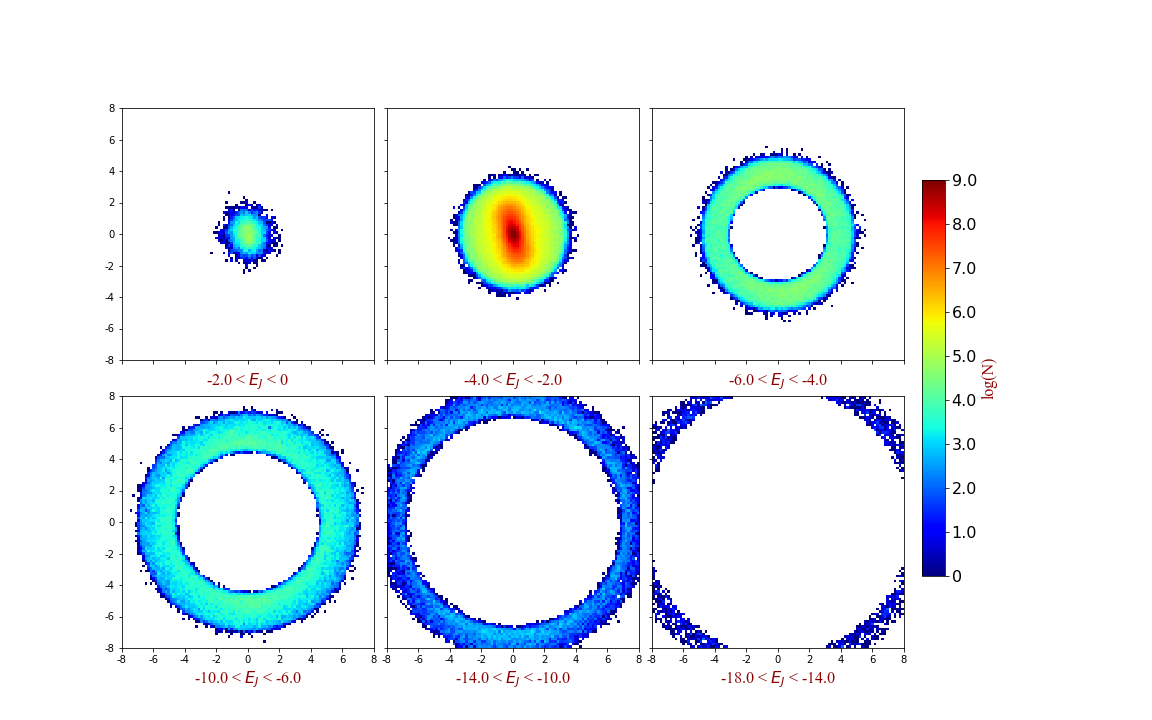 8
6
4
2
0
-2
-4
-6
-8
-2.0 < E_J < 0
-4.0 < E_J < -2.0
-6.0 < E_J < -4.0
9.0
8.0
7.0
6.0
5.0
4.0
3.0
2.0
1.0
0
log(N)
8
6
4
2
0
-2
-4
-6
-8
-8 -6 -4 -2 0 2 4 6 8
-6 -4 -2 0 2 4 6 8
-8 -6 -4 -2 0 2 4 6 8
-10.0 < E_J < -6.0
-14.0 < E_J < -10.0
-18.0 < E_J < -14.0